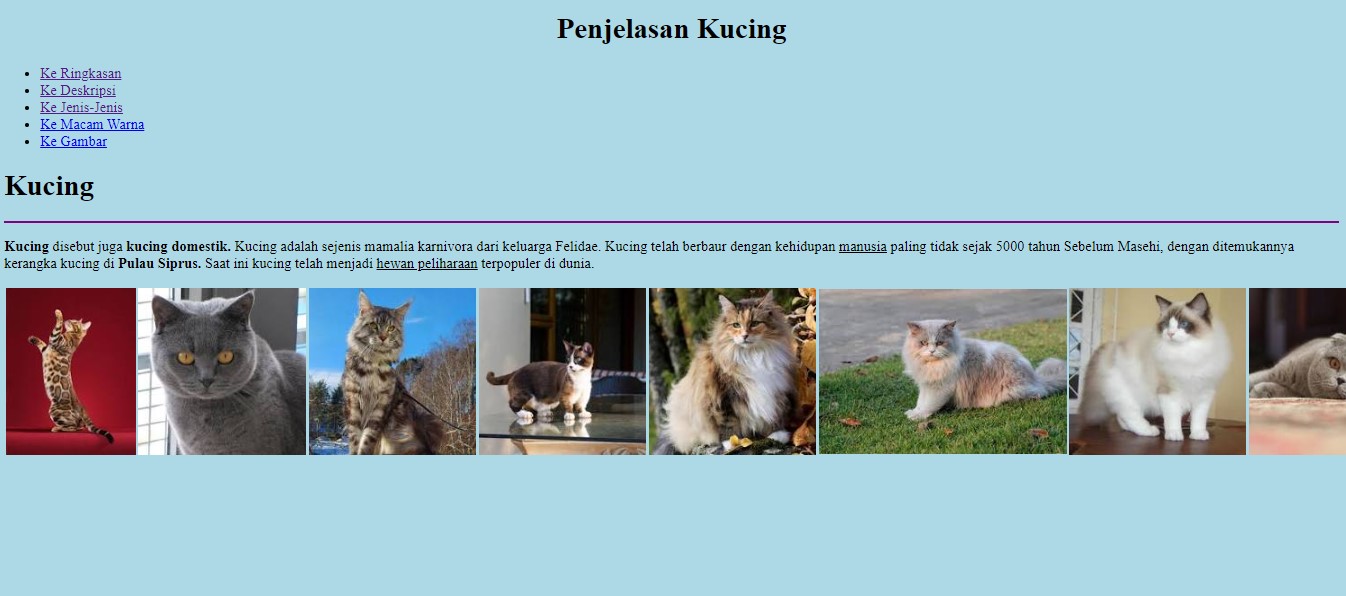 Penjelasan Kucing
Ke Ringkasan
Ke Deskripsi
Ke Jenis-Jenis
Ke Macam Warna
Ke Gambar
Kucing
Kucing disebut juga kucing domestik. Kucing adalah sejenis mamalia karnivora dari keluarga Felidae. Kucing telah berbaur dengan kehidupan manusia paling tidak sejak 5000 tahun Sebelum Masehi, dengan ditemukannya
kerangka kucing di Pulau Siprus. Saat ini kucing telah menjadi hewan peliharaan terpopuler di dunia.